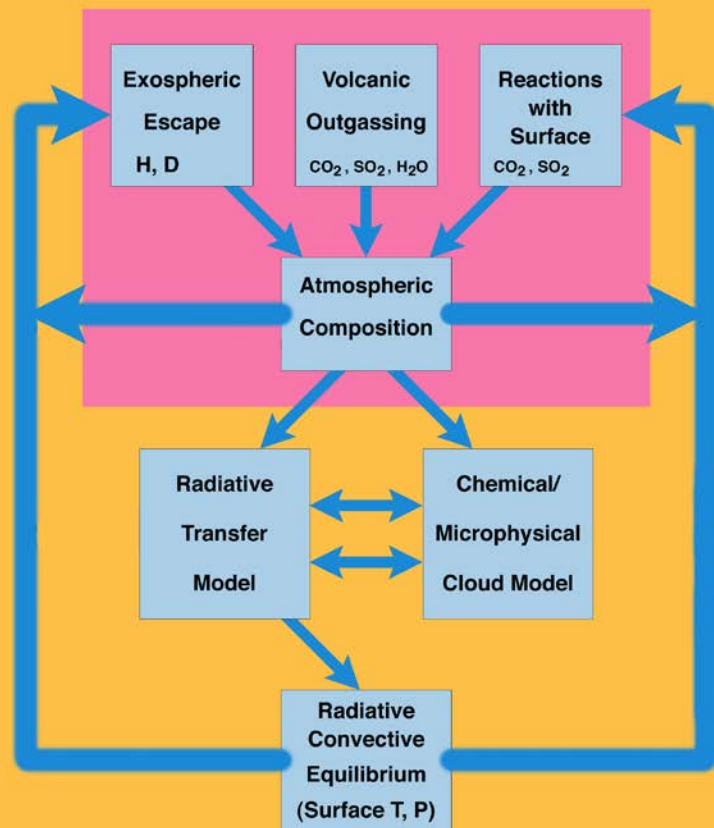 Exospheric
Escape
H, D
Volcanic
Outgassing
CO₂, SO₂, H₂O
Reactions
with
Surface
CO₂, SO₂
Atmospheric
Composition
Radiative
Transfer
Model
Chemical/
Microphysical
Cloud Model
Radiative
Convective
Equilibrium
(Surface T, P)